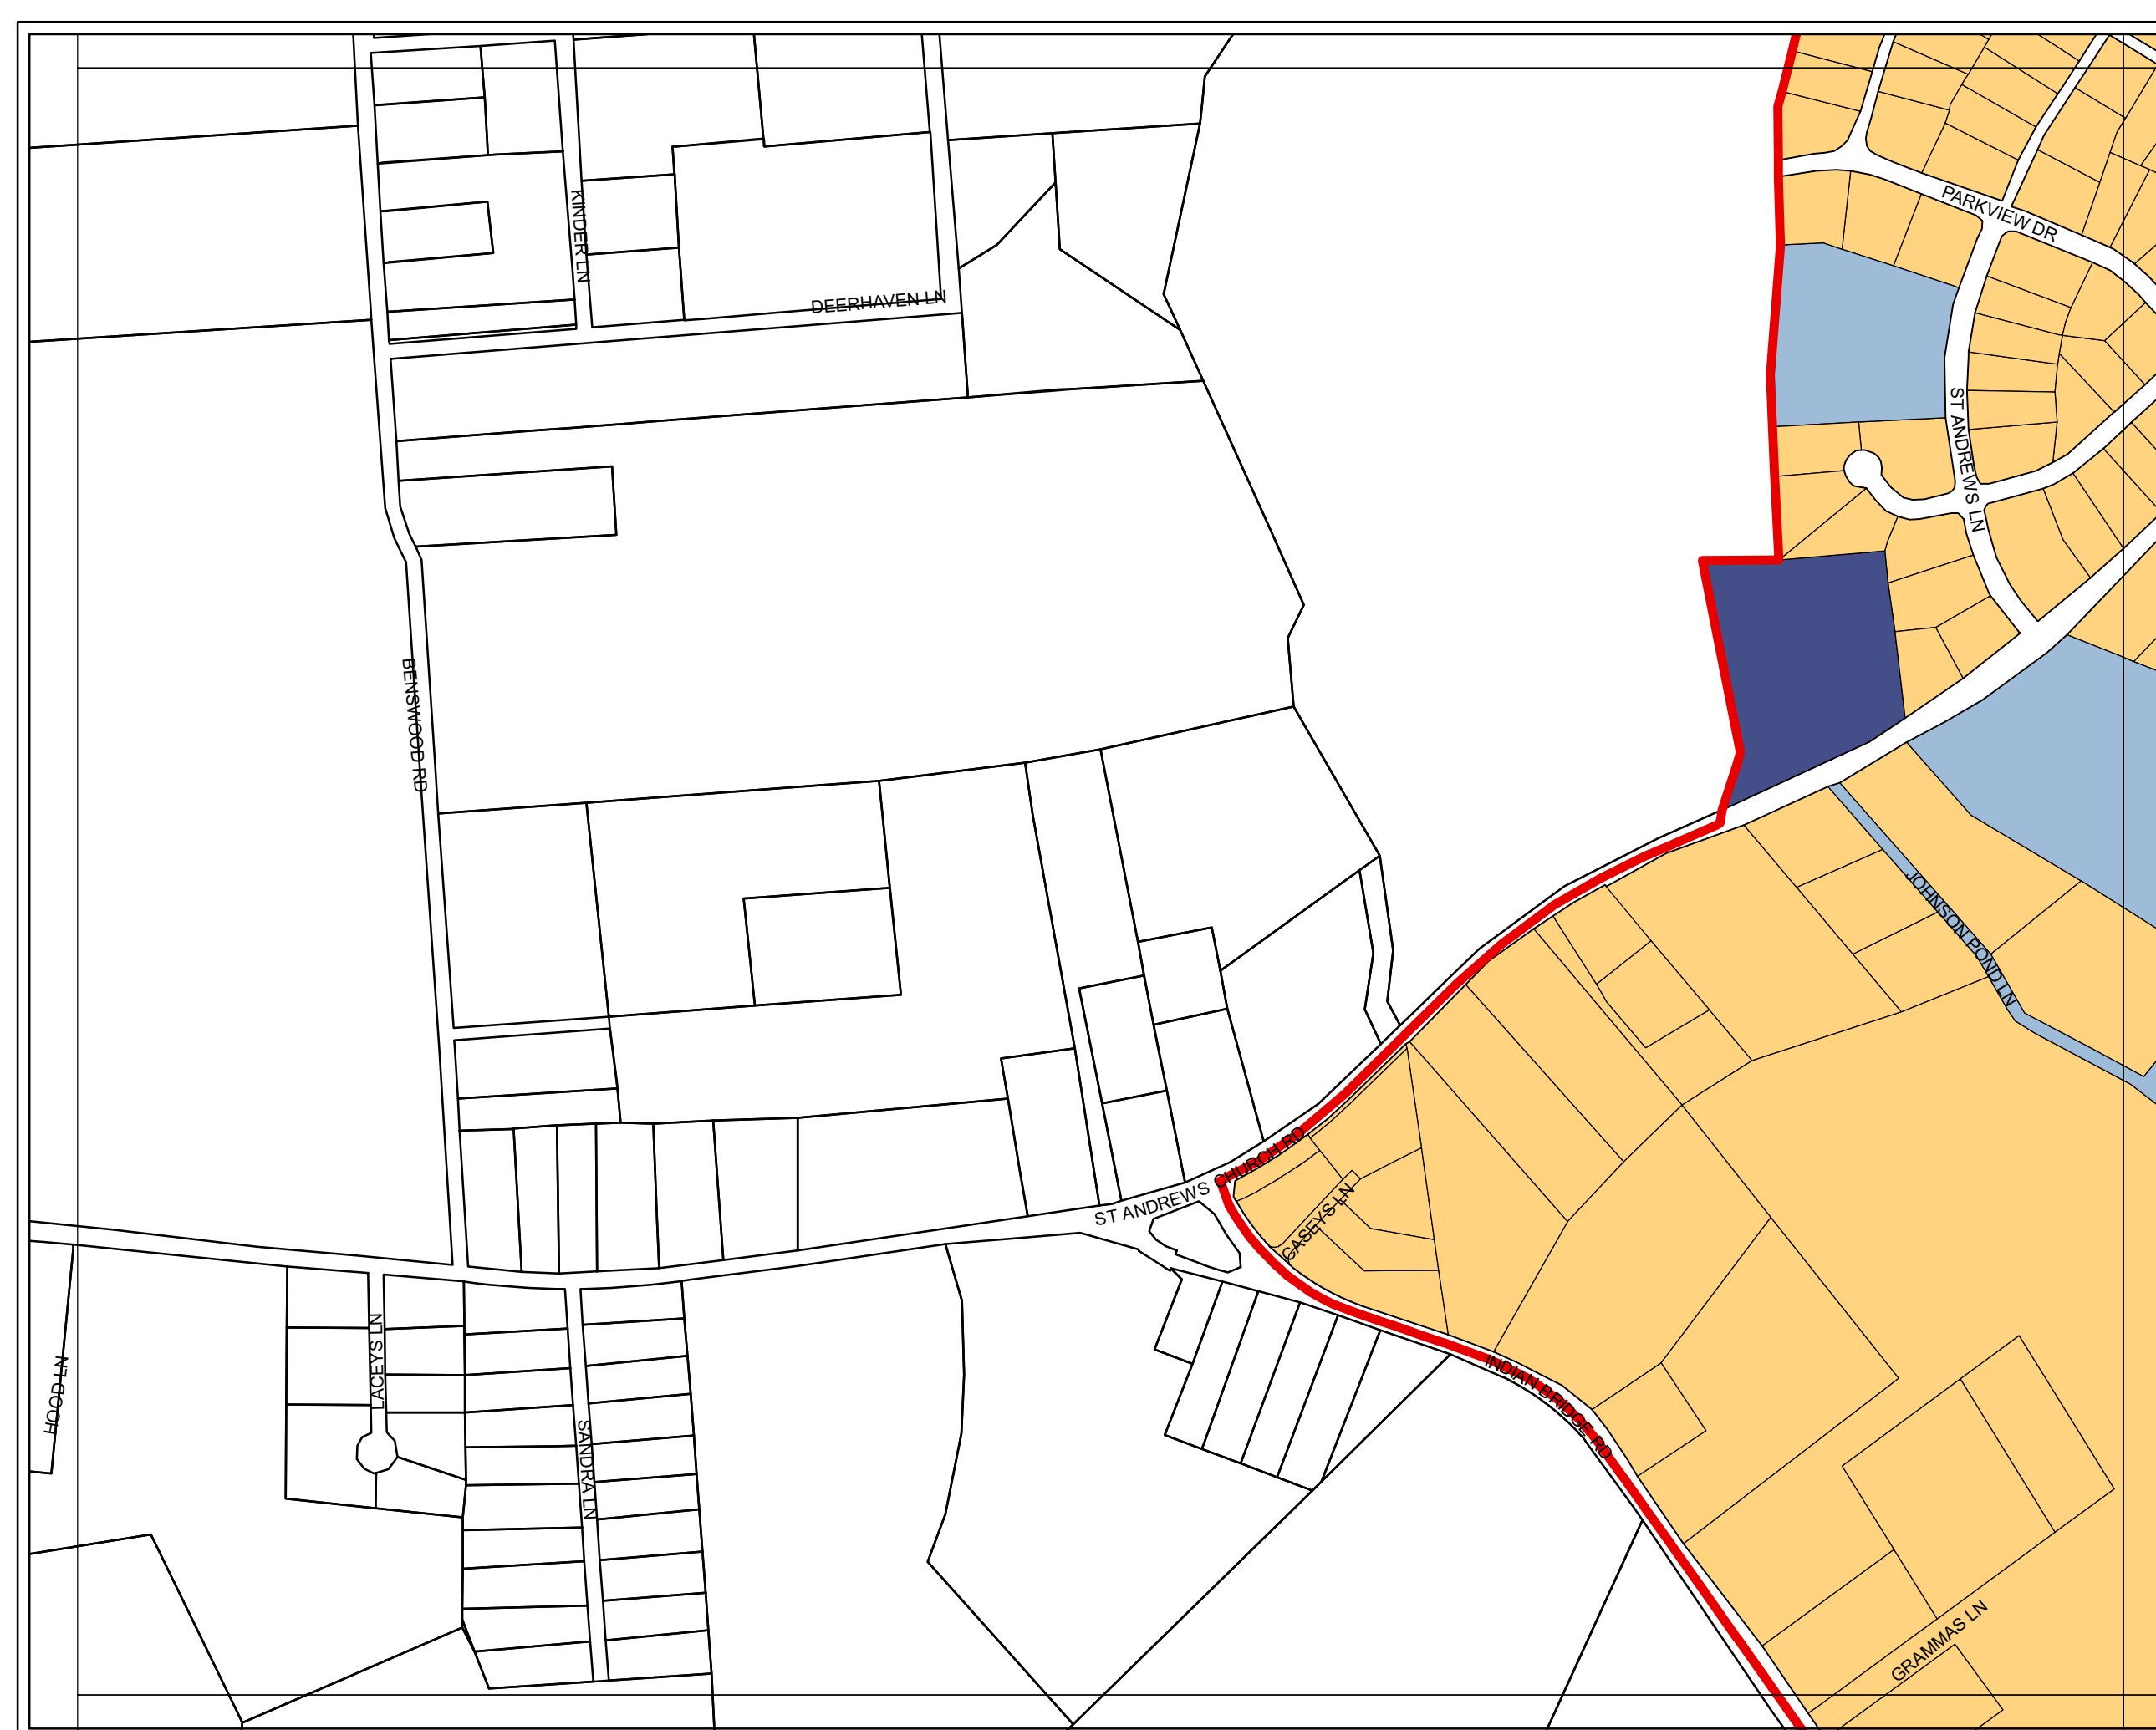 PARKVIEW DR
KINDER LN
DEERHAVEN LN
ST ANDREWS LN
BENSWOOD RD
JOHNSON POND LN
ST ANDREWS CHURCH RD
CASEYS LN
HOOD LN
LACEYS LN
INDIAN BRIDGE RD
SANDRA LN
GRAMMAS LN